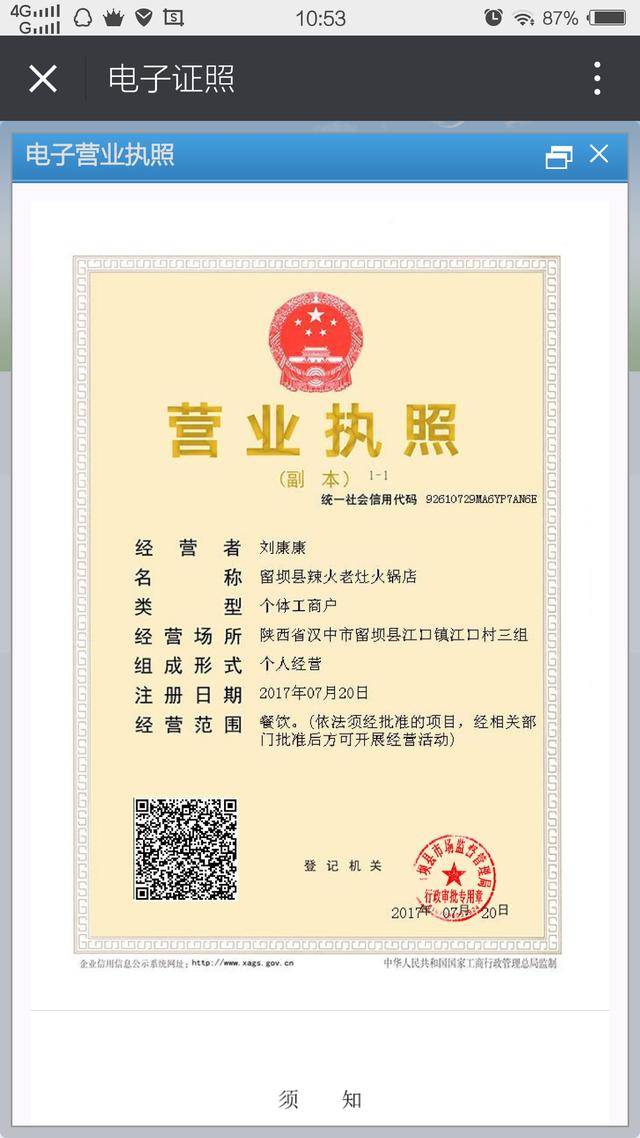 4G
G
10:53
87%
电子证照
电子营业执照
营业执照
(副 本) 1-1
统一社会信用代码 92610729MA6YP7AN6E
经营者 刘康康
名称 留坝县辣火老灶火锅店
类型 个体工商户
经营场所 陕西省汉中市留坝县江口镇江口村三组
组成形式 个人经营
注册日期 2017年07月20日
经营范围 餐饮。(依法须经批准的项目，经相关部
门批准后方可开展经营活动)
坝县市场监督管理局
行政审批专用章
登记机关
2017年 07月 20日
企业信用信息公示系统网址：http://www.xags.gov.cn
中华人民共和国国家工商行政管理总局监制
须 知